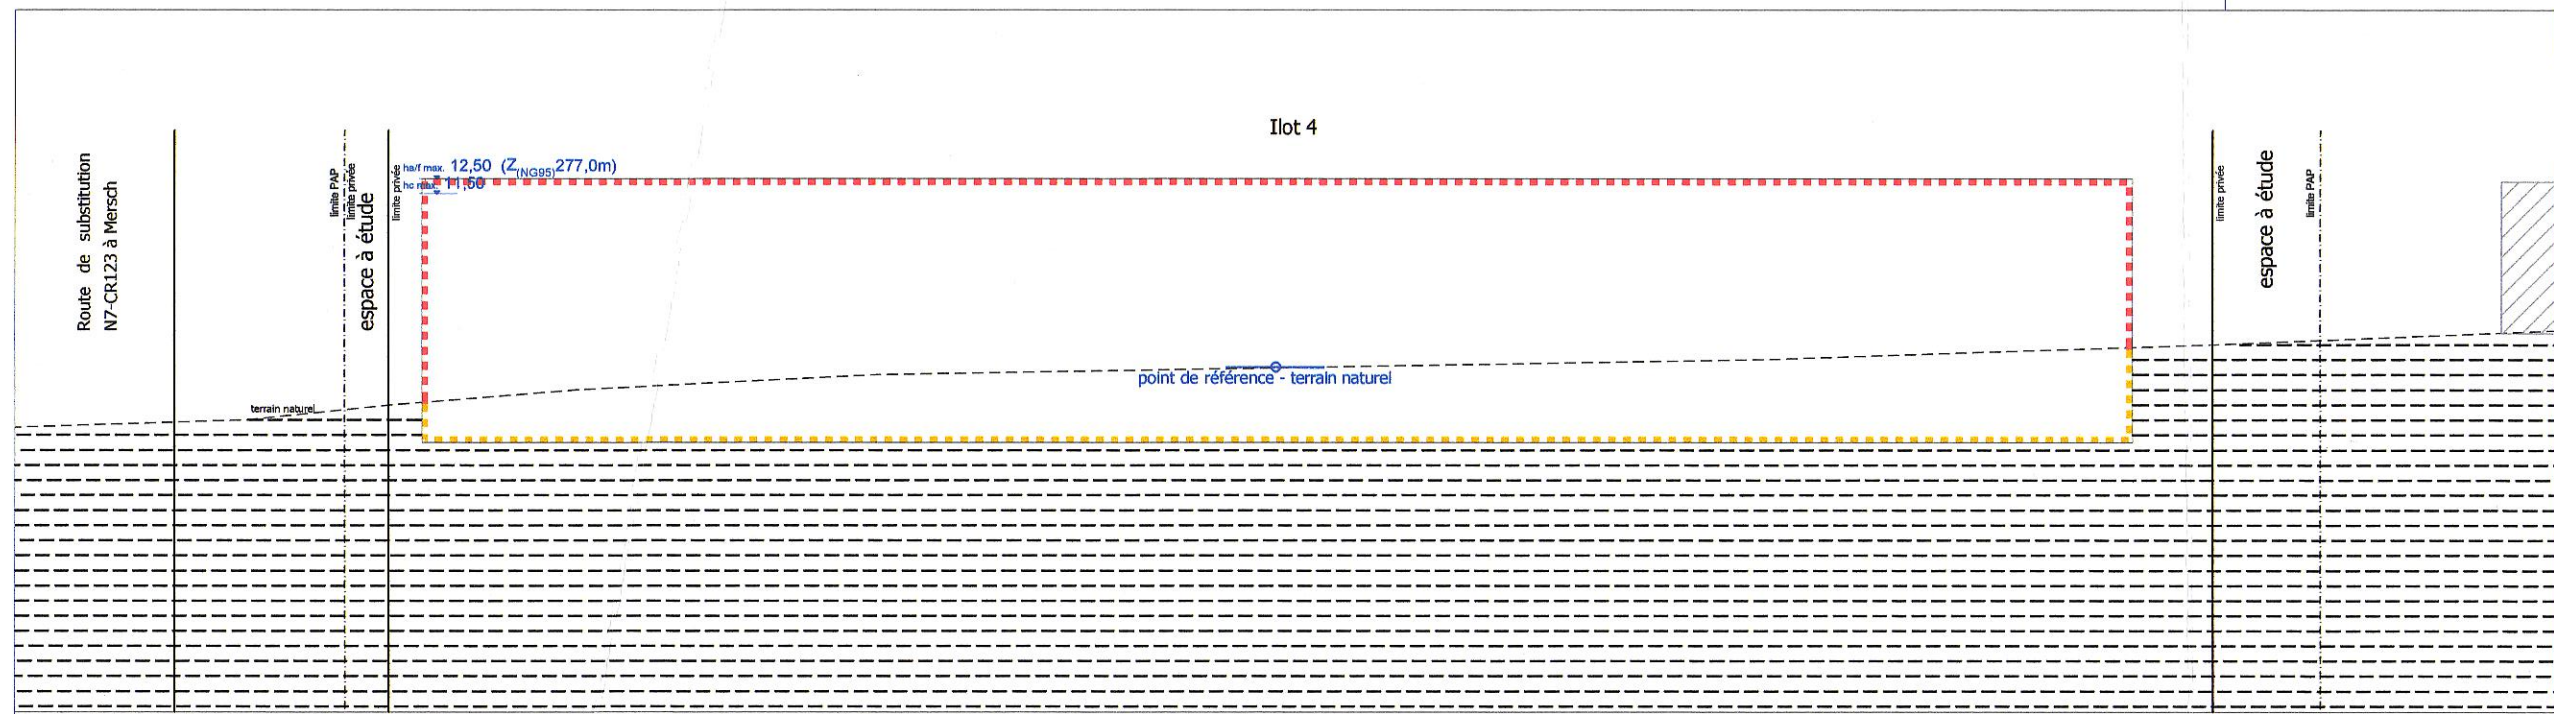 Ilot 4
Route de substitution
N7-CR123 à Mersch
limite PAP
limite privée
espace à étude
limite privée
ha/f max. 12,50 (Z(NG95)277,0m)
hc max. 11,50
limite privée
espace à étude
limite PAP
point de référence - terrain naturel
terrain naturel